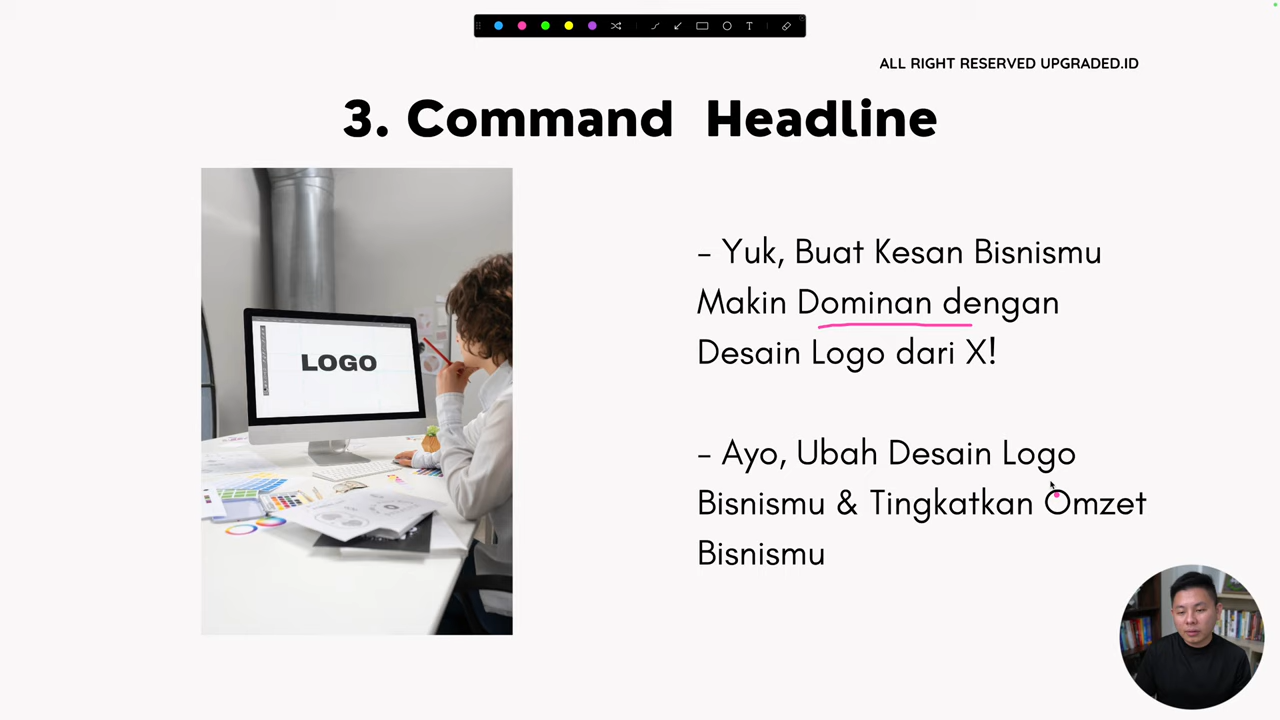 T
ALL RIGHT RESERVED UPGRADED.ID
3. Command Headline
LOGO
- Yuk, Buat Kesan Bisnismu
Makin Dominan dengan
Desain Logo dari X!
- Ayo, Ubah Desain Logo
Bisnismu & Tingkatkan Omzet
Bisnismu